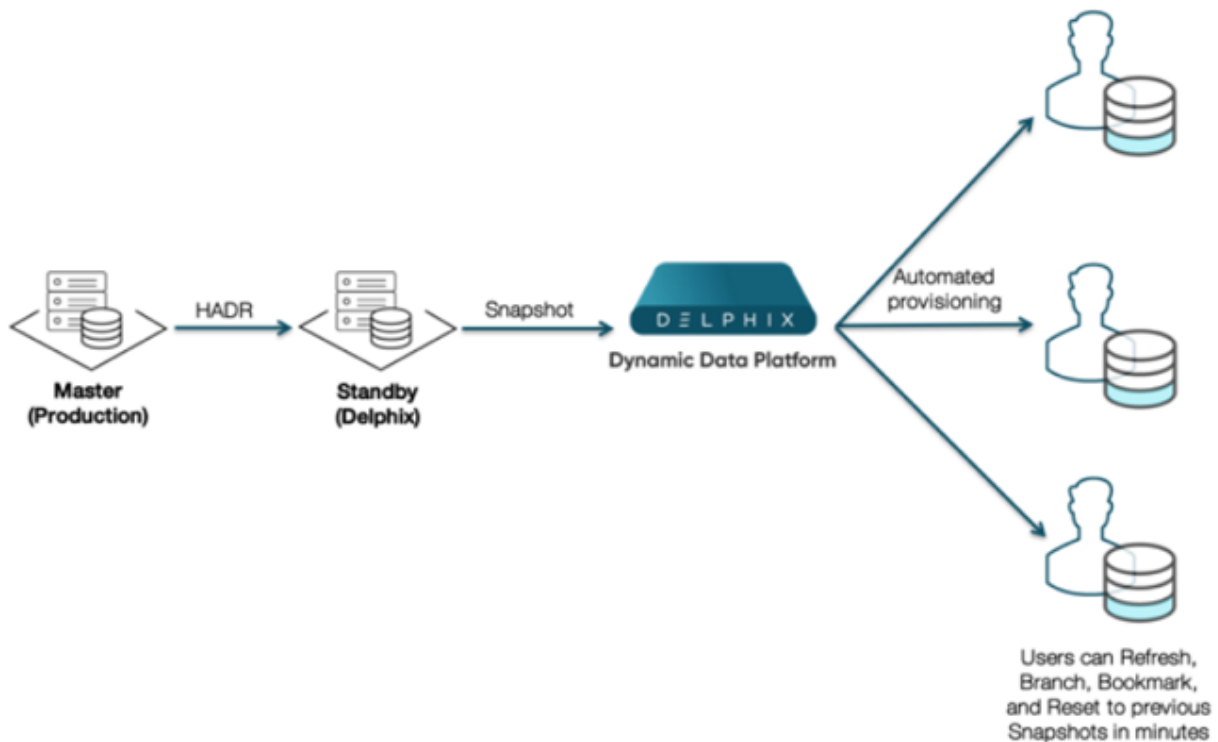 HADR
Snapshot
Automated
provisioning
DELPHIX
Dynamic Data Platform
Master
(Production)
Standby
(Delphix)
Users can Refresh,
Branch, Bookmark,
and Reset to previous
Snapshots in minutes